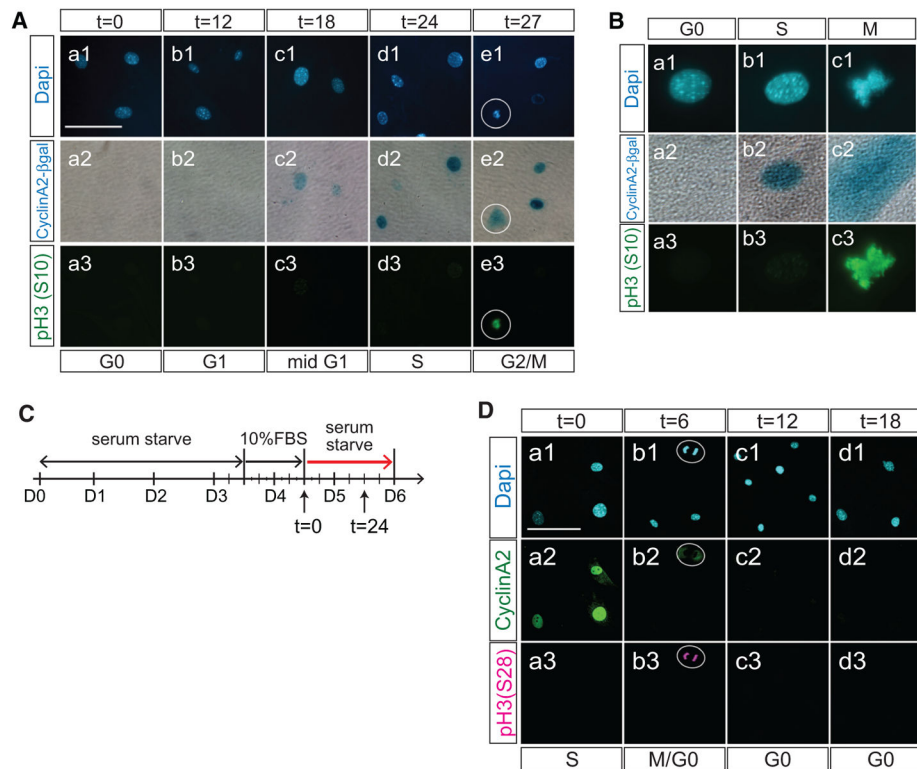 A
t=0 t=12 t=18 t=24 t=27
Dapi
a1 b1 c1 d1 e1
CyclinA2-βgal
a2 b2 c2 d2 e2
pH3 (S10)
a3 b3 c3 d3 e3
G0 G1 mid G1 S G2/M
B
G0 S M
Dapi
a1 b1 c1
CyclinA2-βgal
a2 b2 c2
pH3 (S10)
a3 b3 c3
C
serum starve 10%FBS serum
starve
D0 D1 D2 D3 D4 D5 D6
t=0 t=24
D
t=0 t=6 t=12 t=18
Dapi
a1 b1 c1 d1
CyclinA2
a2 b2 c2 d2
pH3(S28)
a3 b3 c3 d3
S M/G0 G0 G0